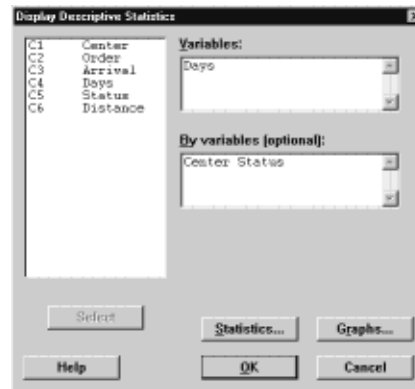 Display Descriptive Statistics
C1 Center
C2 Order
C3 Arrival
C4 Days
C5 Status
C6 Distance
Variables:
Days
By variables (optional):
Center Status
Select
Statistics...
Graphs...
Help
OK
Cancel